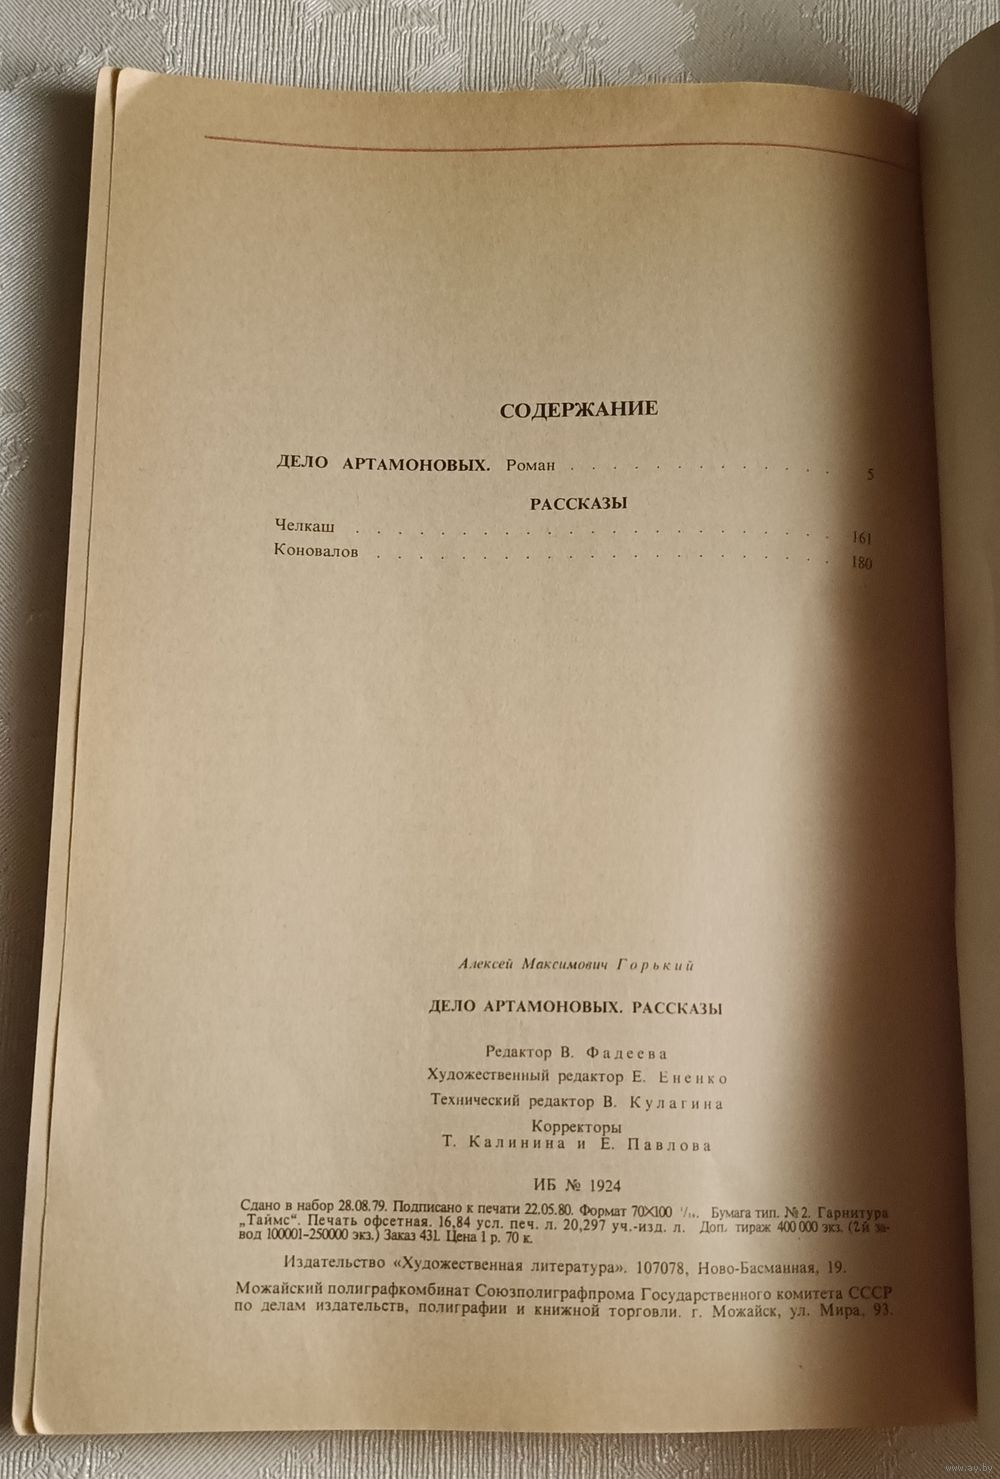 СОДЕРЖАНИЕ
ДЕЛО АРТАМОНОВЫХ. Роман . . . . . . . . . . 5
РАССКАЗЫ
Челкаш . . . . . . . . . . . . . . . . . . 161
Коновалов . . . . . . . . . . . . . . . . . 180
Алексей Максимович Горький
ДЕЛО АРТАМОНОВЫХ. РАССКАЗЫ
Редактор В. Фадеева
Художественный редактор Е. Ененко
Технический редактор В. Кулагина
Корректоры
Т. Калинина и Е. Павлова
ИБ № 1924
Сдано в набор 28.08.79. Подписано к печати 22.05.80. Формат 70×100 Бумага тип. № 2. Гарнитура
„Таймс“. Печать офсетная. 16,84 усл. печ. л. 20,297 уч.-изд. л. Доп. тираж 400 000 экз. (2-й за-
вод 100001-250000 экз.) Заказ 431. Цена 1 р. 70 к.
Издательство «Художественная литература». 107078, Ново-Басманная, 19.
Можайский полиграфкомбинат Союзполиграфпрома Государственного комитета СССР
по делам издательств, полиграфии и книжной торговли. г. Можайск, ул. Мира, 93.
www.ay.by